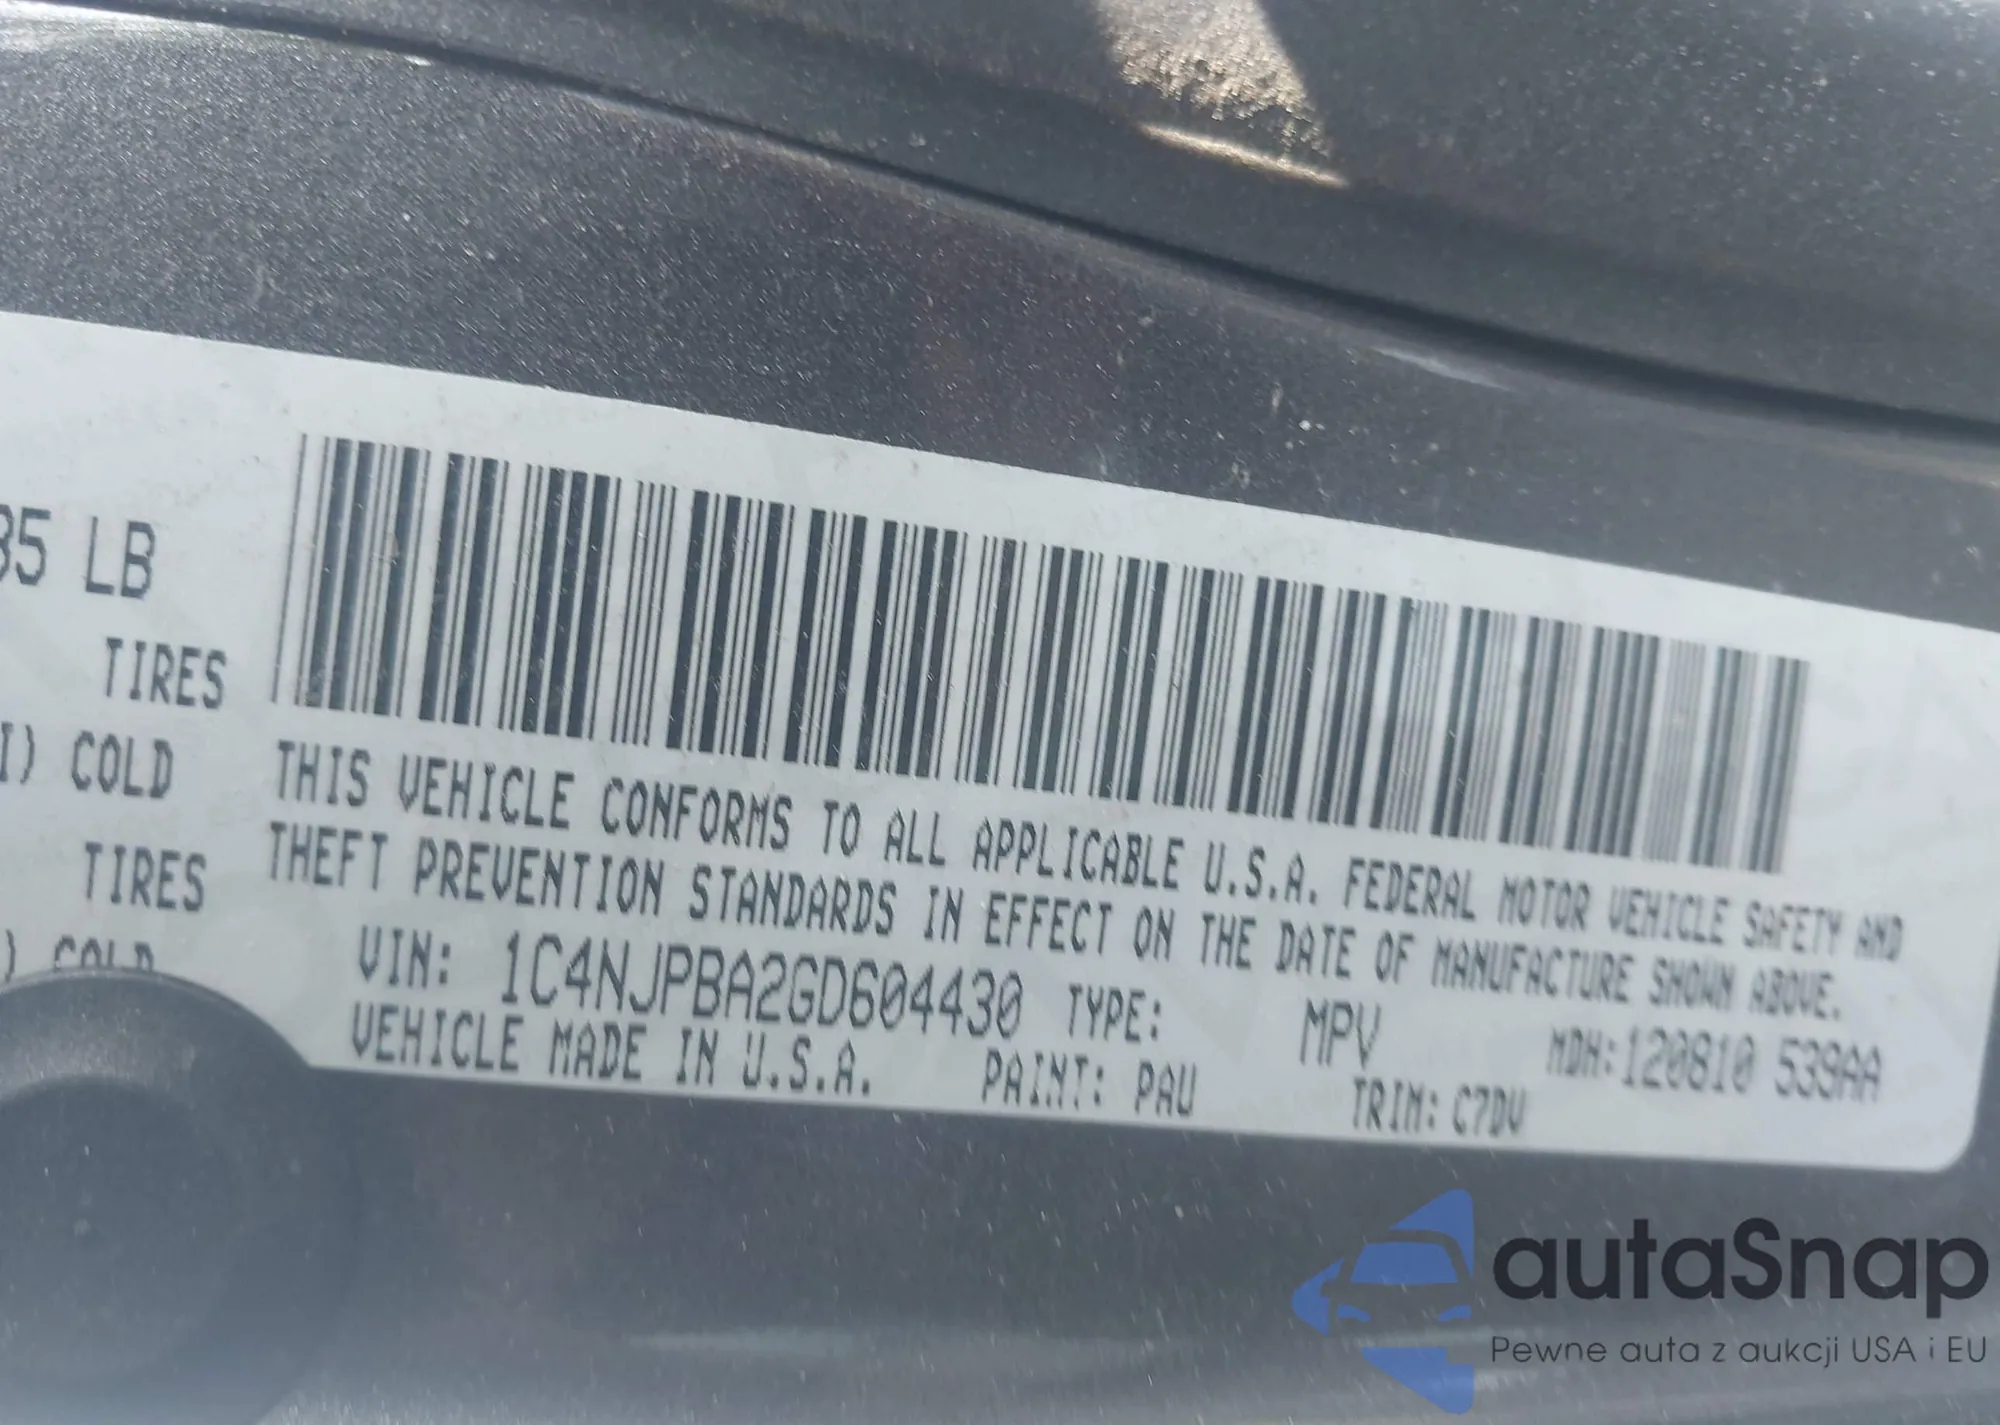 85 LB
TIRES
I) COLD
TIRES
) COLD
THIS VEHICLE CONFORMS TO ALL APPLICABLE U.S.A. FEDERAL MOTOR VEHICLE SAFETY AND
THEFT PREVENTION STANDARDS IN EFFECT ON THE DATE OF MANUFACTURE SHOWN ABOVE.
VIN: 1C4NJPBA2GD604430 TYPE: MPV MDH:120810 539AA
VEHICLE MADE IN U.S.A. PAINT: PAU TRIM: C7DV
autaSnap
Pewne auta z aukcji USA i EU